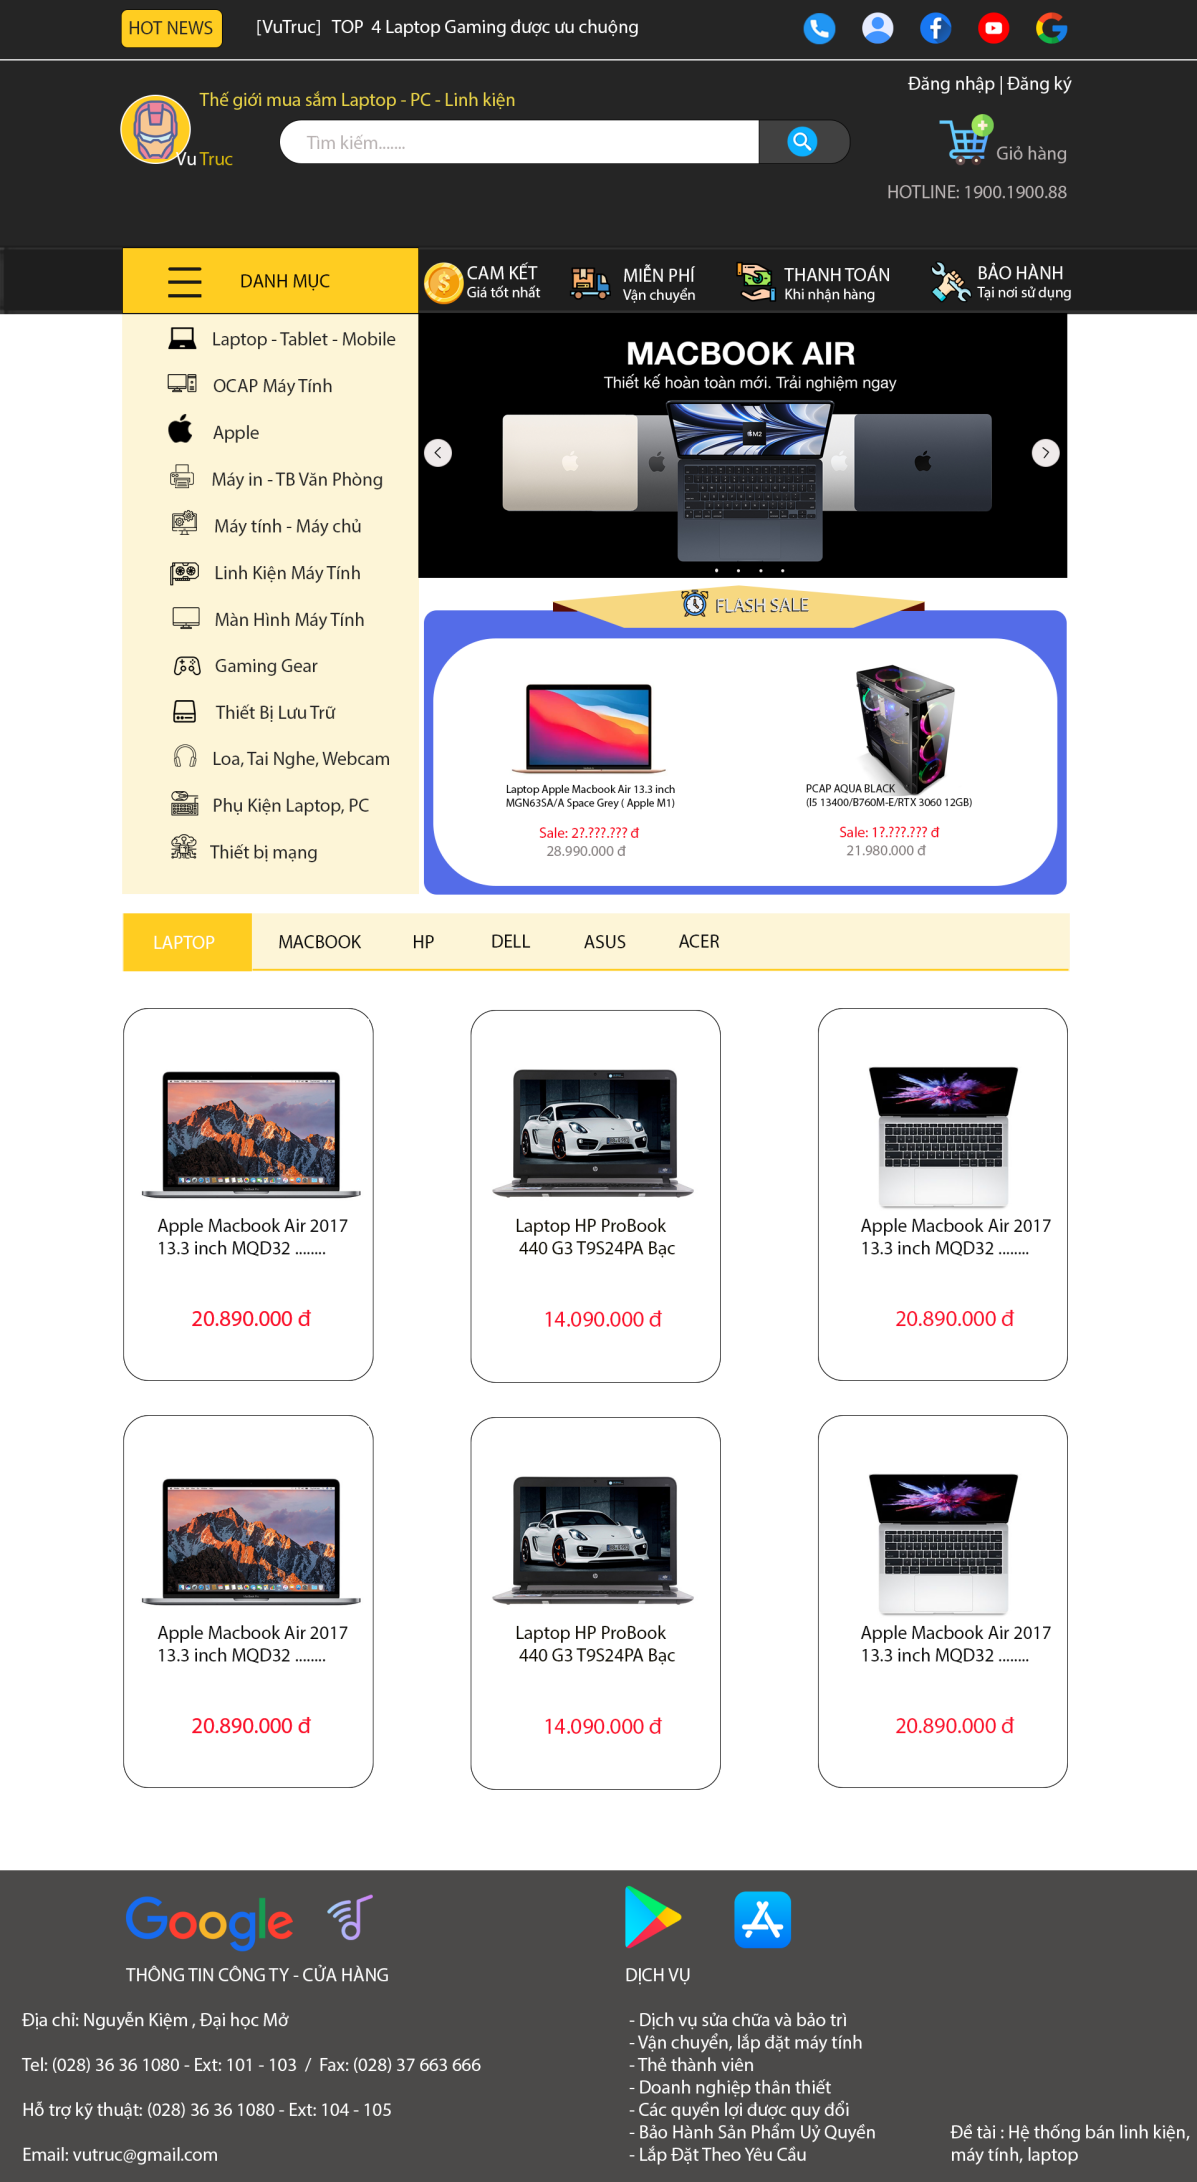 HOT NEWS
[VuTruc]  TOP  4 Laptop Gaming được ưu chuộng
Đăng nhập | Đăng ký
Thế giới mua sắm Laptop - PC - Linh kiện
Tìm kiếm.......
Vu Truc
Giỏ hàng
HOTLINE: 1900.1900.88
DANH MỤC
CAM KẾT
Giá tốt nhất
MIỄN PHÍ
Vận chuyển
THANH TOÁN
Khi nhận hàng
BẢO HÀNH
Tại nơi sử dụng
Laptop - Tablet - Mobile
OCAP Máy Tính
Apple
Máy in - TB Văn Phòng
Máy tính - Máy chủ
Linh Kiện Máy Tính
Màn Hình Máy Tính
Gaming Gear
Thiết Bị Lưu Trữ
Loa, Tai Nghe, Webcam
Phụ Kiện Laptop, PC
Thiết bị mạng
MACBOOK AIR
Thiết kế hoàn toàn mới. Trải nghiệm ngay
M2
FLASH SALE
Laptop Apple Macbook Air 13.3 inch
MGN63SA/A Space Grey ( Apple M1)
Sale: 2?.???.??? đ
28.990.000 đ
PCAP AQUA BLACK
(I5 13400/B760M-E/RTX 3060 12GB)
Sale: 1?.???.??? đ
21.980.000 đ
LAPTOP
MACBOOK
HP
DELL
ASUS
ACER
Apple Macbook Air 2017
13.3 inch MQD32 ........
20.890.000 đ
Laptop HP ProBook
440 G3 T9S24PA Bạc
14.090.000 đ
Apple Macbook Air 2017
13.3 inch MQD32 ........
20.890.000 đ
Apple Macbook Air 2017
13.3 inch MQD32 ........
20.890.000 đ
Laptop HP ProBook
440 G3 T9S24PA Bạc
14.090.000 đ
Apple Macbook Air 2017
13.3 inch MQD32 ........
20.890.000 đ
Google
THÔNG TIN CÔNG TY - CỬA HÀNG
Địa chỉ: Nguyễn Kiệm , Đại học Mở
Tel: (028) 36 36 1080 - Ext: 101 - 103  /  Fax: (028) 37 663 666
Hỗ trợ kỹ thuật: (028) 36 36 1080 - Ext: 104 - 105
Email: vutruc@gmail.com
DỊCH VỤ
- Dịch vụ sửa chữa và bảo trì
- Vận chuyển, lắp đặt máy tính
- Thẻ thành viên
- Doanh nghiệp thân thiết
- Các quyền lợi được quy đổi
- Bảo Hành Sản Phẩm Uỷ Quyền
- Lắp Đặt Theo Yêu Cầu
Đề tài : Hệ thống bán linh kiện,
máy tính, laptop